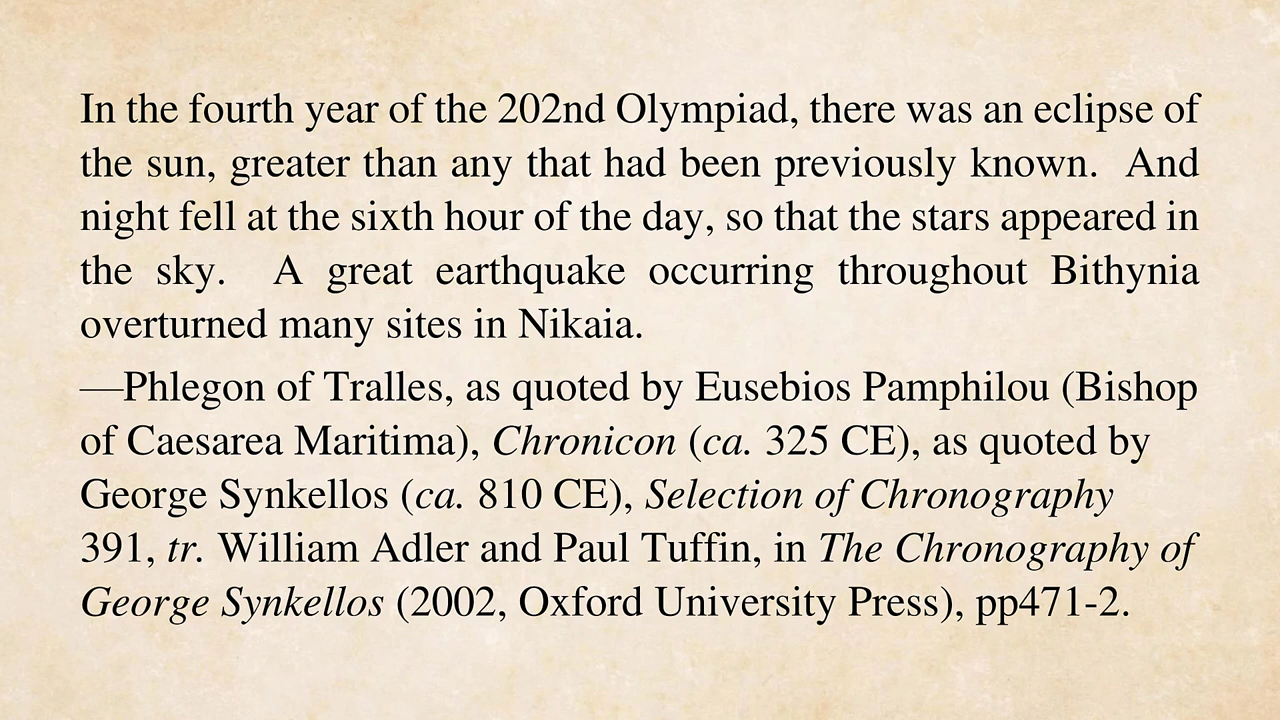 In the fourth year of the 202nd Olympiad, there was an eclipse of
the sun, greater than any that had been previously known.  And
night fell at the sixth hour of the day, so that the stars appeared in
the sky.  A great earthquake occurring throughout Bithynia
overturned many sites in Nikaia.
—Phlegon of Tralles, as quoted by Eusebios Pamphilou (Bishop
of Caesarea Maritima), Chronicon (ca. 325 CE), as quoted by
George Synkellos (ca. 810 CE), Selection of Chronography
391, tr. William Adler and Paul Tuffin, in The Chronography of
George Synkellos (2002, Oxford University Press), pp471-2.